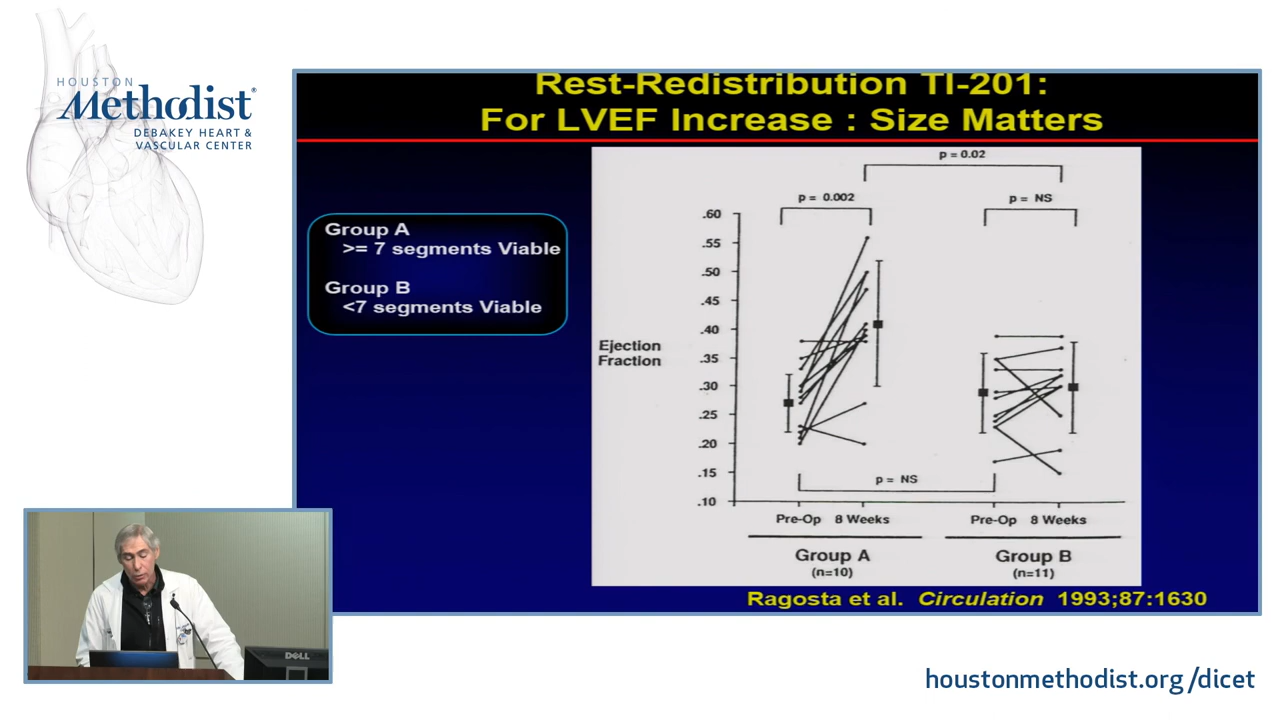 HOUSTON
Methodist®
DEBAKEY HEART &
VASCULAR CENTER
Rest-Redistribution Tl-201:
For LVEF Increase : Size Matters
Group A
>= 7 segments Viable
Group B
<7 segments Viable
p = 0.02
p = 0.002
p = NS
.60
.55
.50
.45
.40
.35
.30
.25
.20
.15
.10
Ejection
Fraction
p = NS
Pre-Op 8 Weeks
Pre-Op 8 Weeks
Group A
(n=10)
Group B
(n=11)
Ragosta et al. Circulation 1993;87:1630
DELL
houstonmethodist.org/dicet